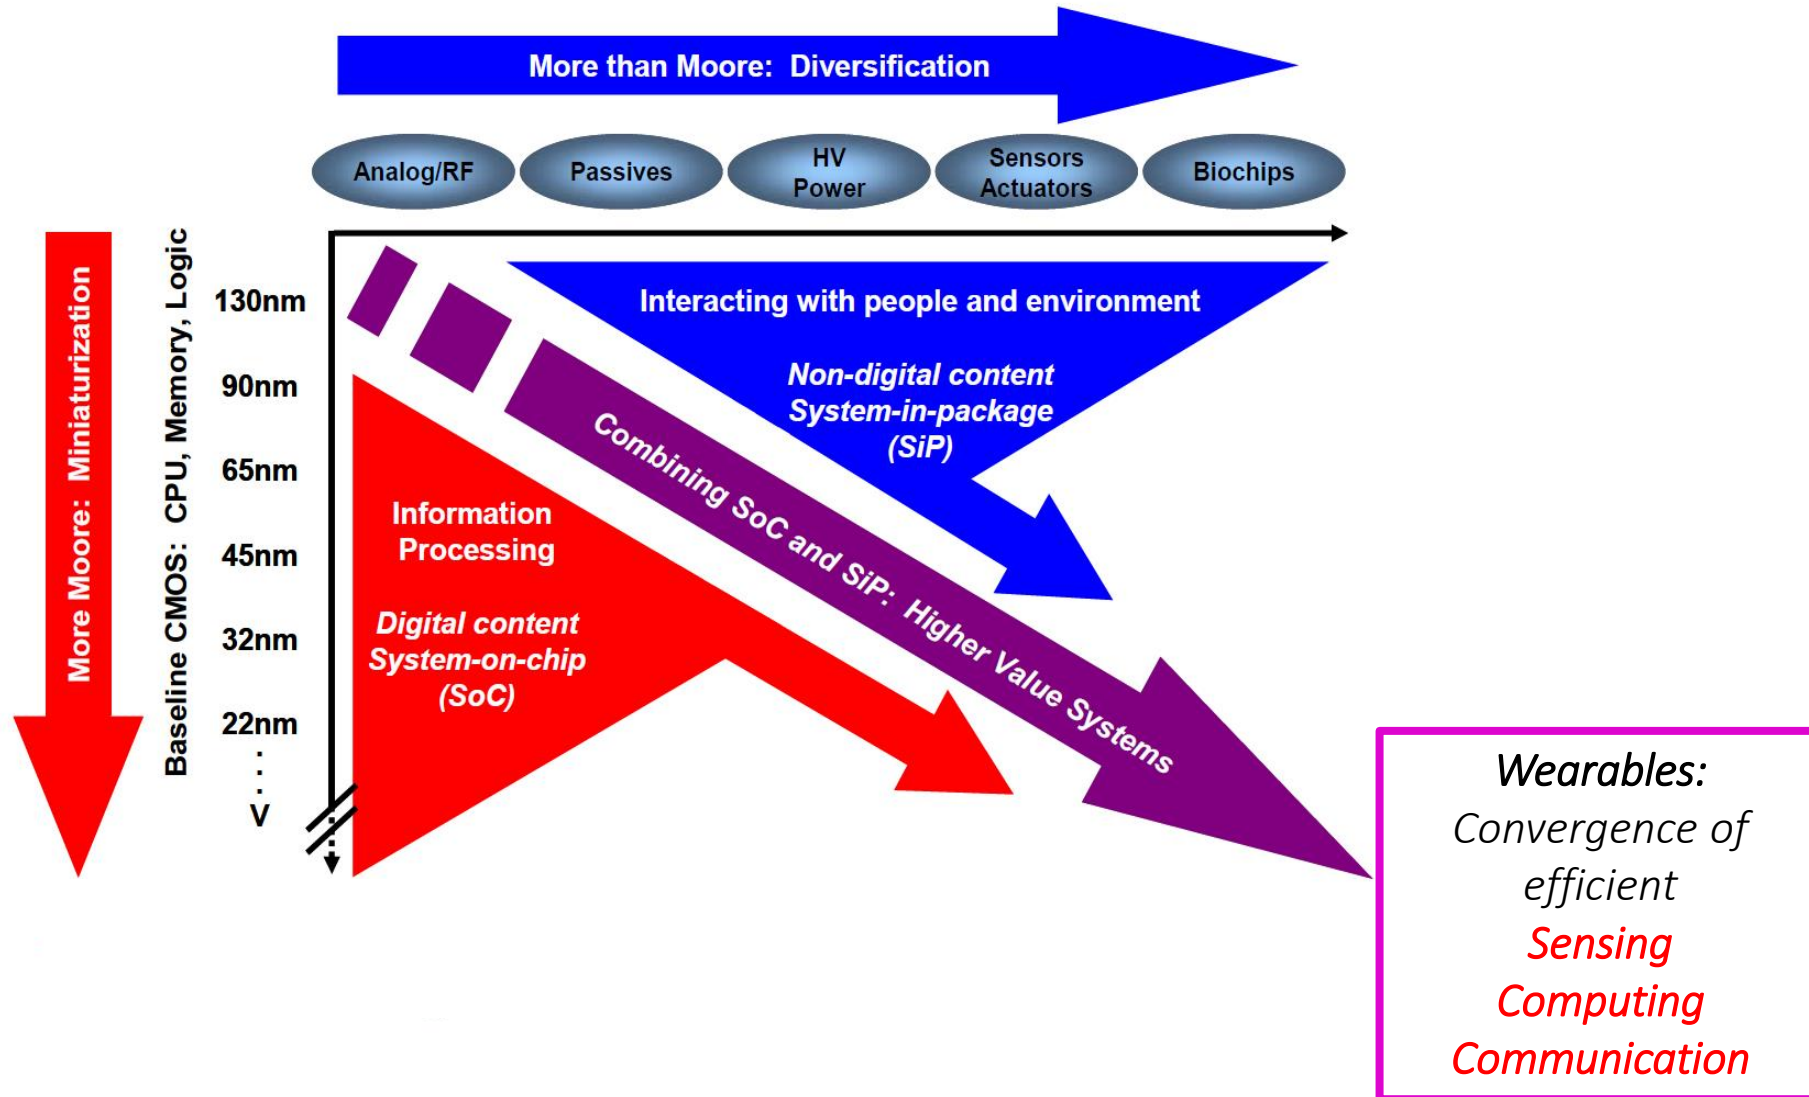 More than Moore: Diversification
Analog/RF
Passives
HV
Power
Sensors
Actuators
Biochips
More Moore: Miniaturization
Baseline CMOS: CPU, Memory, Logic
130nm
90nm
65nm
45nm
32nm
22nm
.
.
.
V
Interacting with people and environment
Non-digital content
System-in-package
(SiP)
Combining SoC and SiP: Higher Value Systems
Information
Processing
Digital content
System-on-chip
(SoC)
Wearables:
Convergence of
efficient
Sensing
Computing
Communication